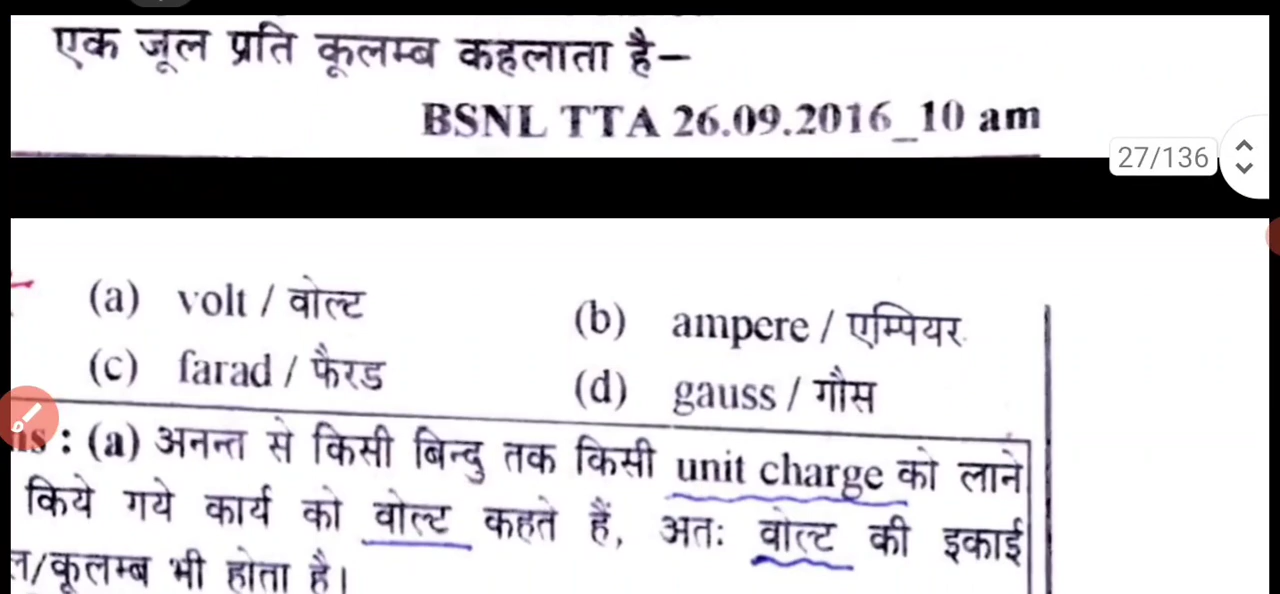 एक जूल प्रति कूलम्ब कहलाता है–
BSNL TTA 26.09.2016_10 am
27/136
(a) volt / वोल्ट
(b) ampere / एम्पियर
(c) farad / फैरड
(d) gauss / गौस
: (a) अनन्त से किसी बिन्दु तक किसी unit charge को लाने
किये गये कार्य को वोल्ट कहते हैं, अतः वोल्ट की इकाई
/कूलम्ब भी होता है।